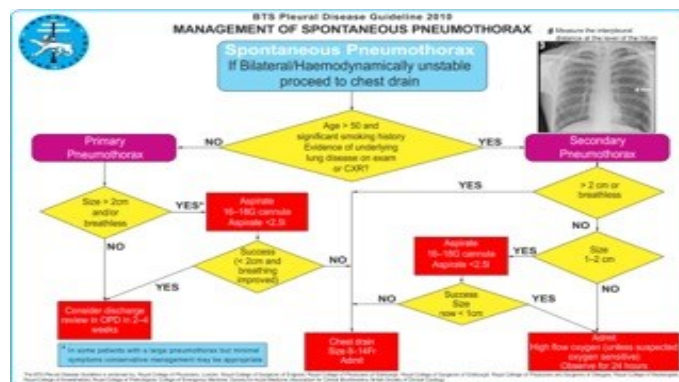 BTS Pleural Disease Guideline 2010
MANAGEMENT OF SPONTANEOUS PNEUMOTHORAX
# Measure the interpleural
distance at the level of the hilum
Spontaneous Pneumothorax
If Bilateral/Haemodynamically unstable
proceed to chest drain
Age > 50 and
significant smoking history
Evidence of underlying
lung disease on exam
or CXR?
NO
YES
Primary
Pneumothorax
Secondary
Pneumothorax
Size > 2cm
and/or
breathless
YES*
Aspirate
16–18G cannula
Aspirate <2.5l
YES
> 2 cm or
breathless
NO
NO
Success
(< 2cm and
breathing
improved)
YES
NO
Aspirate
16–18G cannula
Aspirate <2.5l
YES
Size
1–2 cm
NO
Success
Size
now < 1cm
YES
NO
Consider discharge
review in OPD in 2–4
weeks
Chest drain
Size 8–14Fr
Admit
Admit
High flow oxygen (unless suspected
oxygen sensitive)
Observe for 24 hours
* In some patients with a large pneumothorax but minimal
symptoms conservative management may be appropriate.